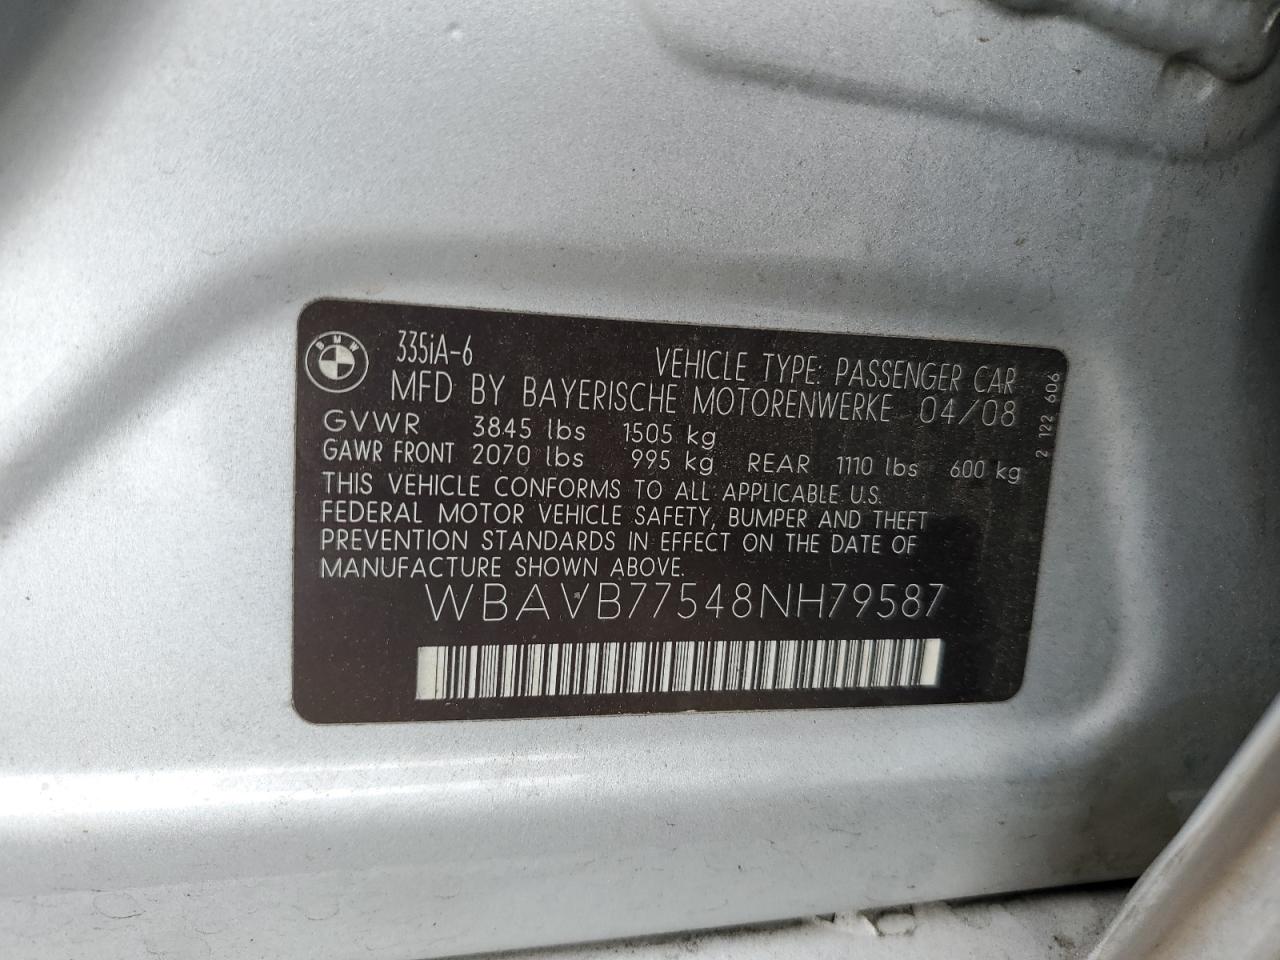 BMW
335iA-6
VEHICLE TYPE: PASSENGER CAR
MFD BY BAYERISCHE MOTORENWERKE 04/08
GVWR 3845 lbs 1505 kg
GAWR FRONT 2070 lbs 995 kg REAR 1110 lbs 600 kg
THIS VEHICLE CONFORMS TO ALL APPLICABLE U.S.
FEDERAL MOTOR VEHICLE SAFETY, BUMPER AND THEFT
PREVENTION STANDARDS IN EFFECT ON THE DATE OF
MANUFACTURE SHOWN ABOVE.
WBAVB77548NH79587
2 122 606